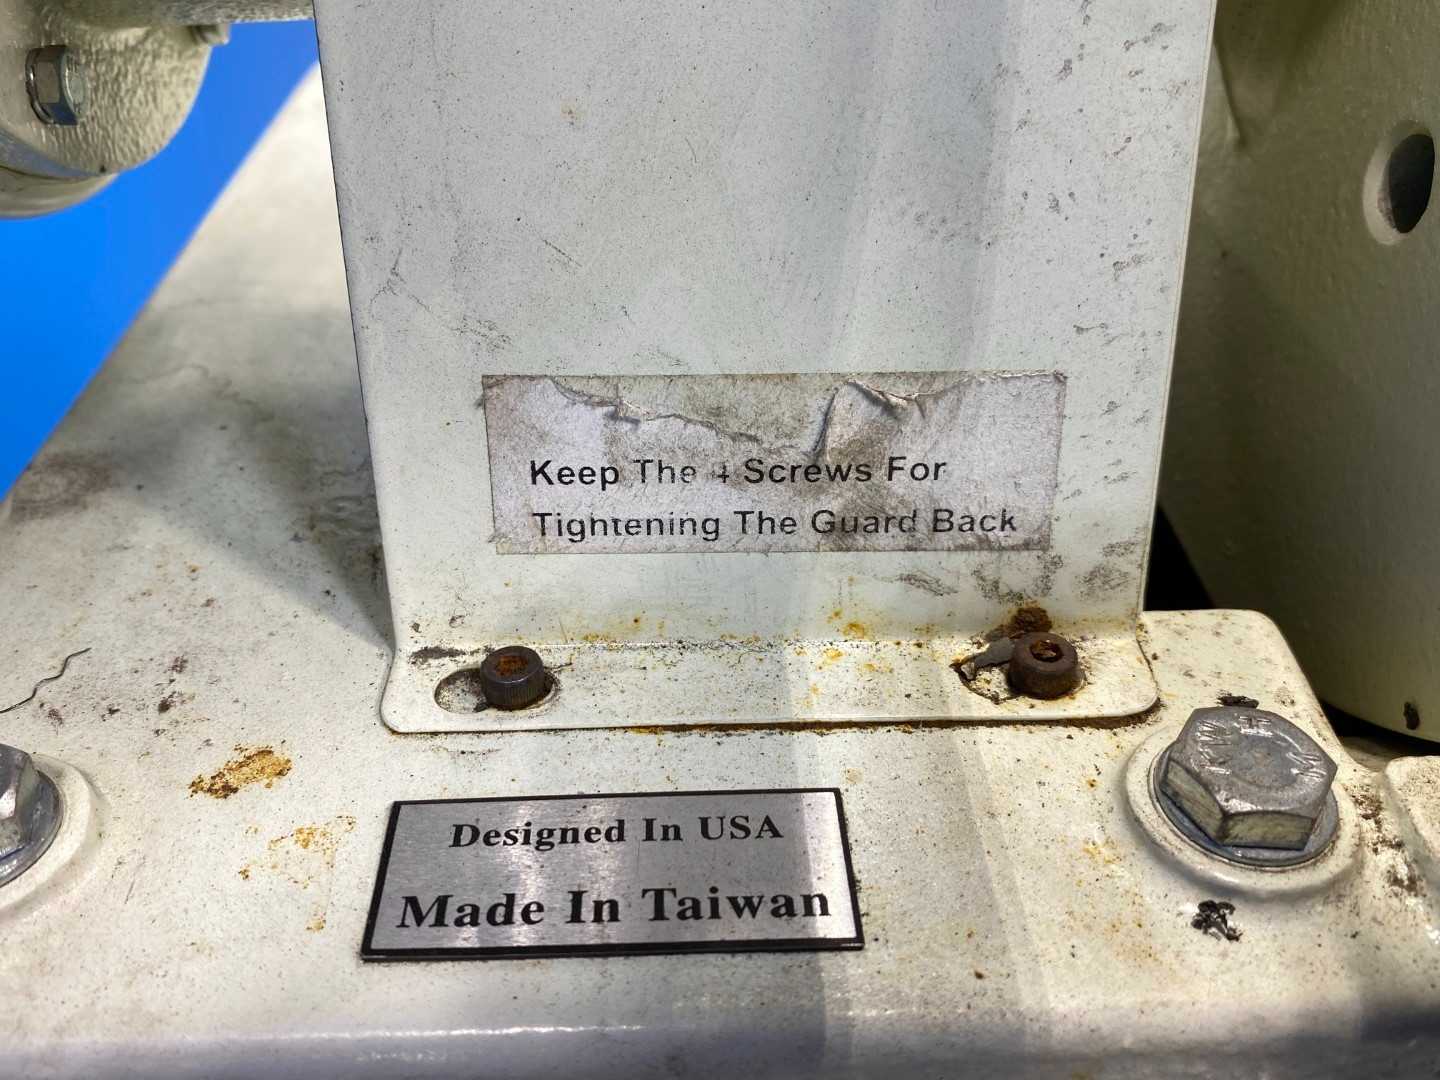 Keep The 4 Screws For
Tightening The Guard Back
Designed In USA
Made In Taiwan